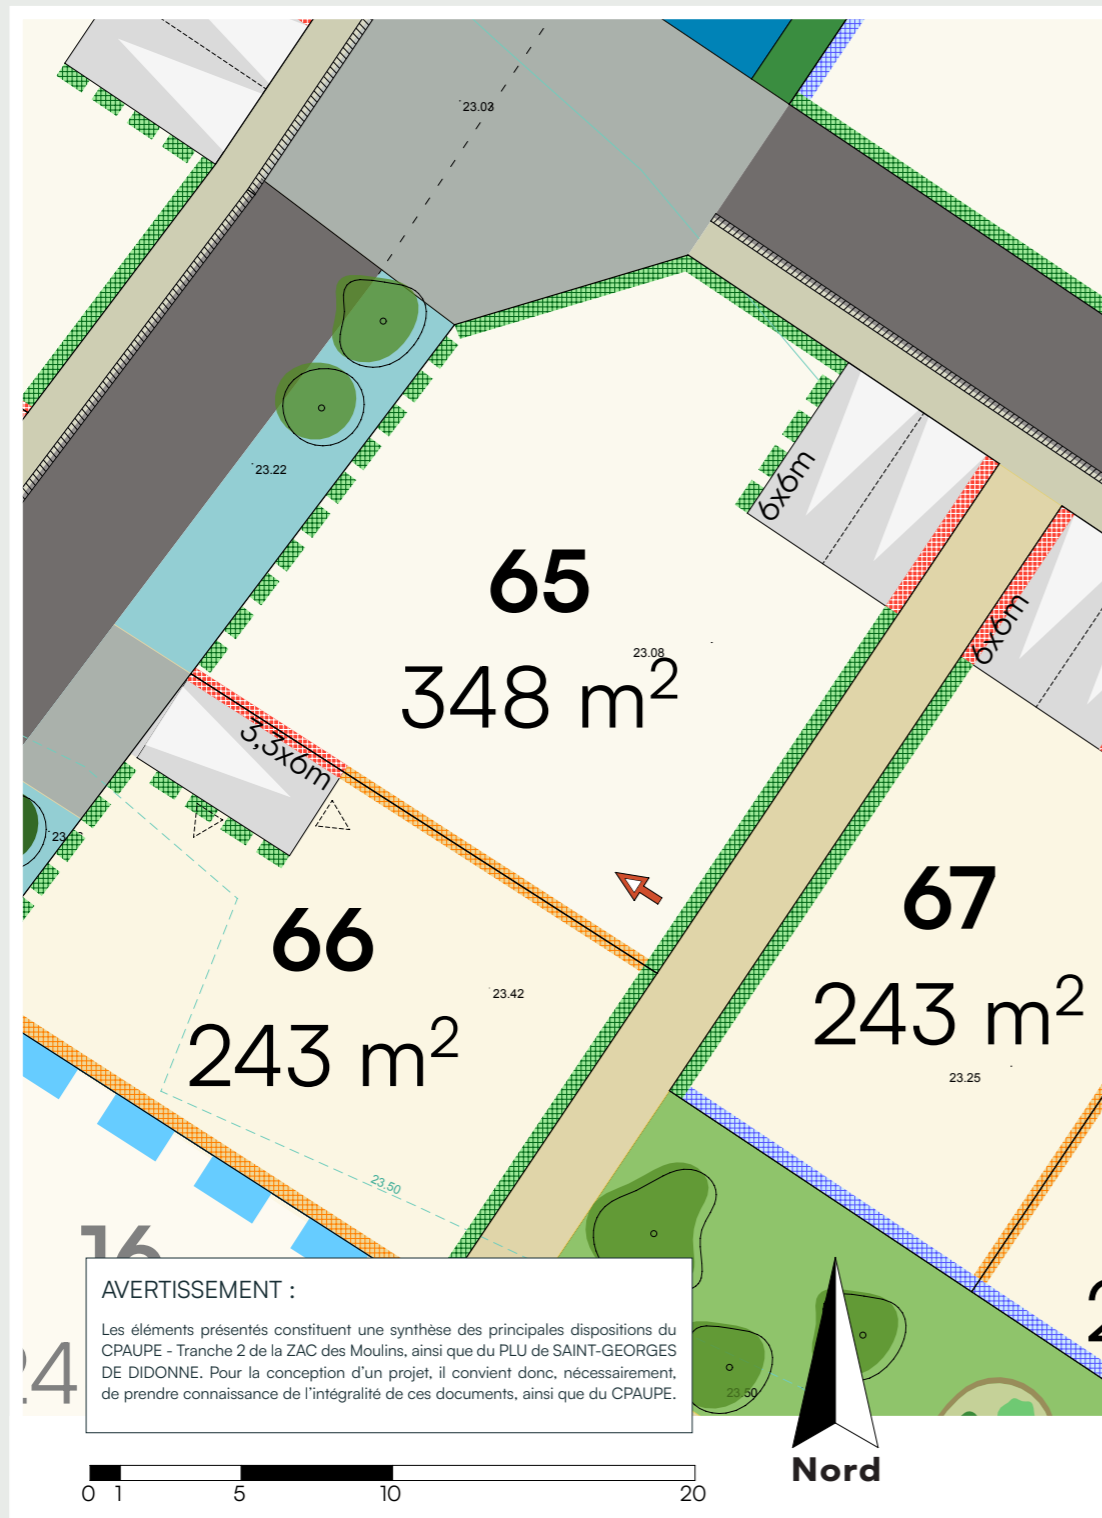 23.03
23.22
6x6m
65
348 m²
23.08
6x6m
3,3x6m
23.
67
243 m²
23.25
66
243 m²
23.42
23.50
16
24
2
AVERTISSEMENT :
Les éléments présentés constituent une synthèse des principales dispositions du
CPAUPE - Tranche 2 de la ZAC des Moulins, ainsi que du PLU de SAINT-GEORGES
DE DIDONNE. Pour la conception d'un projet, il convient donc, nécessairement,
de prendre connaissance de l'intégralité de ces documents, ainsi que du CPAUPE.
23.50
Nord
0 1 5 10 20